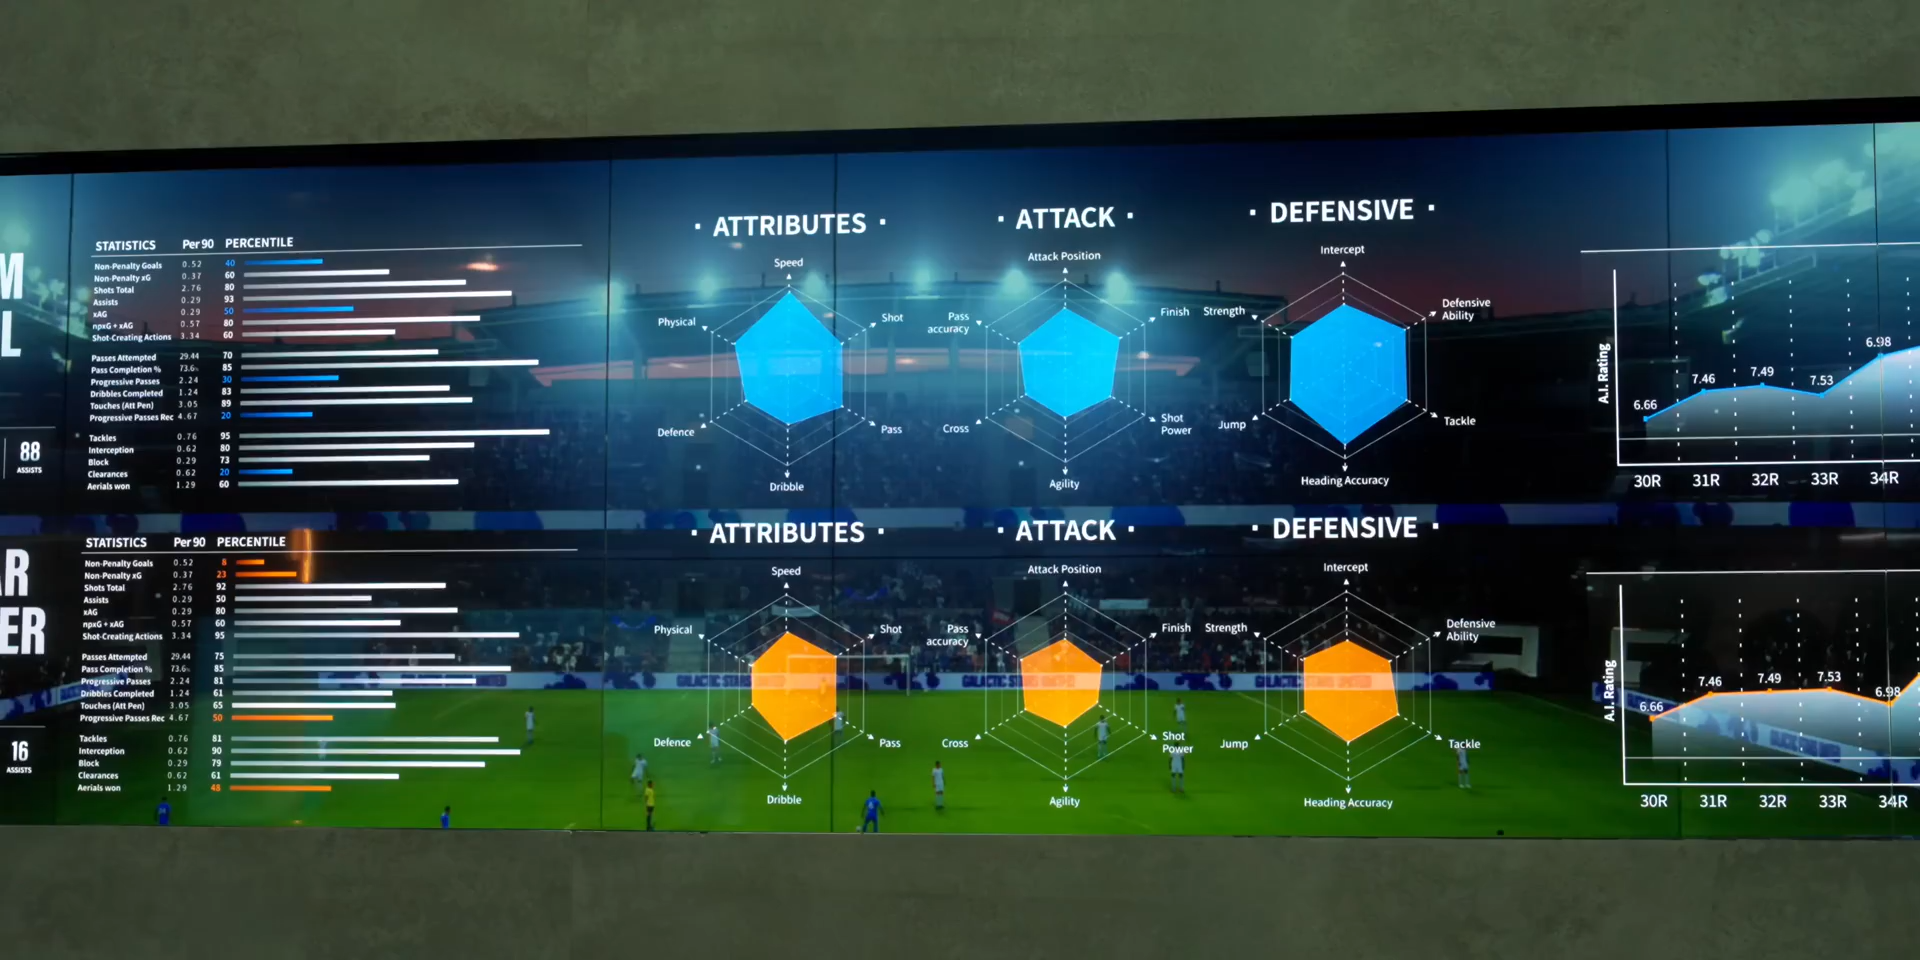 M
L
88
ASSISTS
STATISTICS Per 90 PERCENTILE
Non-Penalty Goals 0.52 40
Non-Penalty xG 0.37 60
Shots Total 2.76 80
Assists 0.29 93
xAG 0.29 50
npxG + xAG 0.57 80
Shot-Creating Actions 3.34 60
Passes Attempted 29.44 70
Pass Completion % 73.6% 85
Progressive Passes 2.24 30
Dribbles Completed 1.24 83
Touches (Att Pen) 3.05 89
Progressive Passes Rec 4.67 20
Tackles 0.76 95
Interception 0.62 80
Block 0.29 73
Clearances 0.62 20
Aerials won 1.29 60
· ATTRIBUTES ·
Speed
Physical
Shot
Defence
Pass
Dribble
· ATTACK ·
Attack Position
Pass
accuracy
Finish
Cross
Shot
Power
Agility
· DEFENSIVE ·
Intercept
Strength
Defensive
Ability
Jump
Tackle
Heading Accuracy
A.I. Rating
6.66 7.46 7.49 7.53 6.98
30R 31R 32R 33R 34R
AR
ER
16
ASSISTS
STATISTICS Per 90 PERCENTILE
Non-Penalty Goals 0.52 8
Non-Penalty xG 0.37 23
Shots Total 2.76 92
Assists 0.29 50
xAG 0.29 80
npxG + xAG 0.57 60
Shot-Creating Actions 3.34 95
Passes Attempted 29.44 75
Pass Completion % 73.6% 85
Progressive Passes 2.24 81
Dribbles Completed 1.24 61
Touches (Att Pen) 3.05 65
Progressive Passes Rec 4.67 50
Tackles 0.76 81
Interception 0.62 90
Block 0.29 79
Clearances 0.62 61
Aerials won 1.29 48
· ATTRIBUTES ·
Speed
Physical
Shot
Defence
Pass
Dribble
· ATTACK ·
Attack Position
Pass
accuracy
Finish
Cross
Shot
Power
Agility
· DEFENSIVE ·
Intercept
Strength
Defensive
Ability
Jump
Tackle
Heading Accuracy
A.I. Rating
6.66 7.46 7.49 7.53 6.98
30R 31R 32R 33R 34R